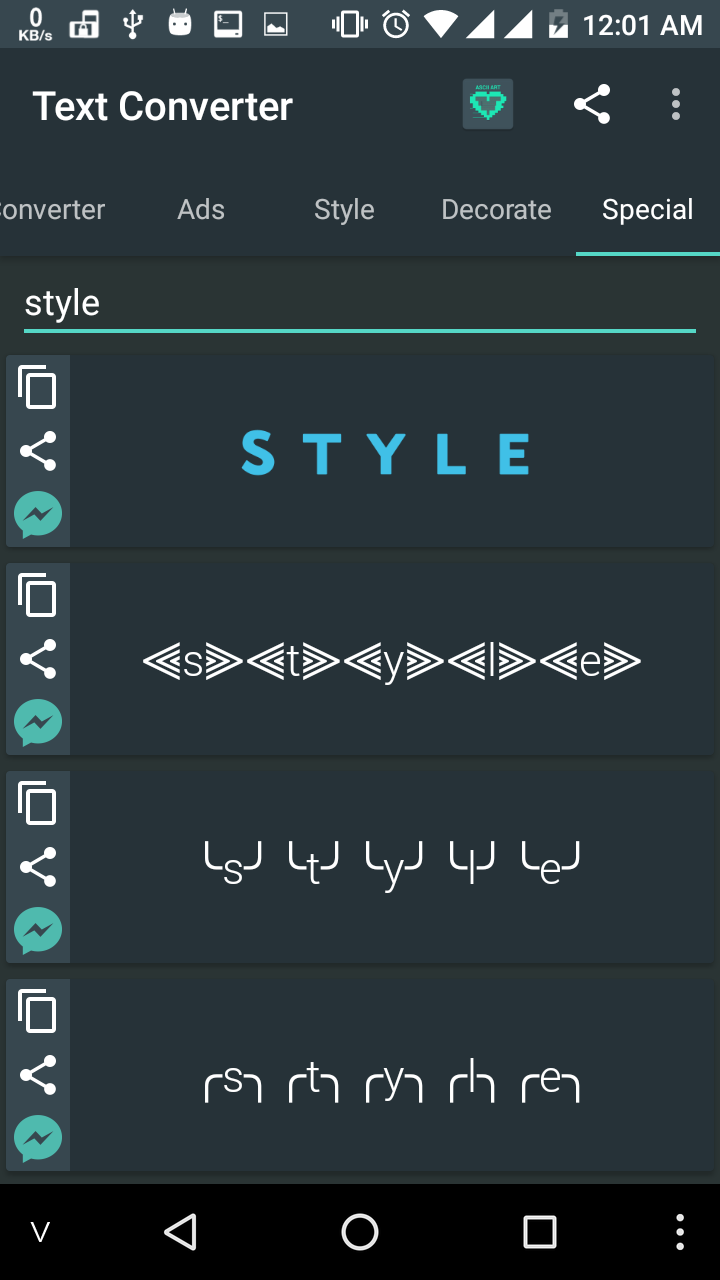 0
KB/s
12:01 AM
Text Converter
ASCII ART
onverter Ads Style Decorate Special
style
S T Y L E
⫷s⫸⫷t⫸⫷y⫸⫷l⫸⫷e⫸
╰s╯ ╰t╯ ╰y╯ ╰l╯ ╰e╯
╭s╮ ╭t╮ ╭y╮ ╭l╮ ╭e╮